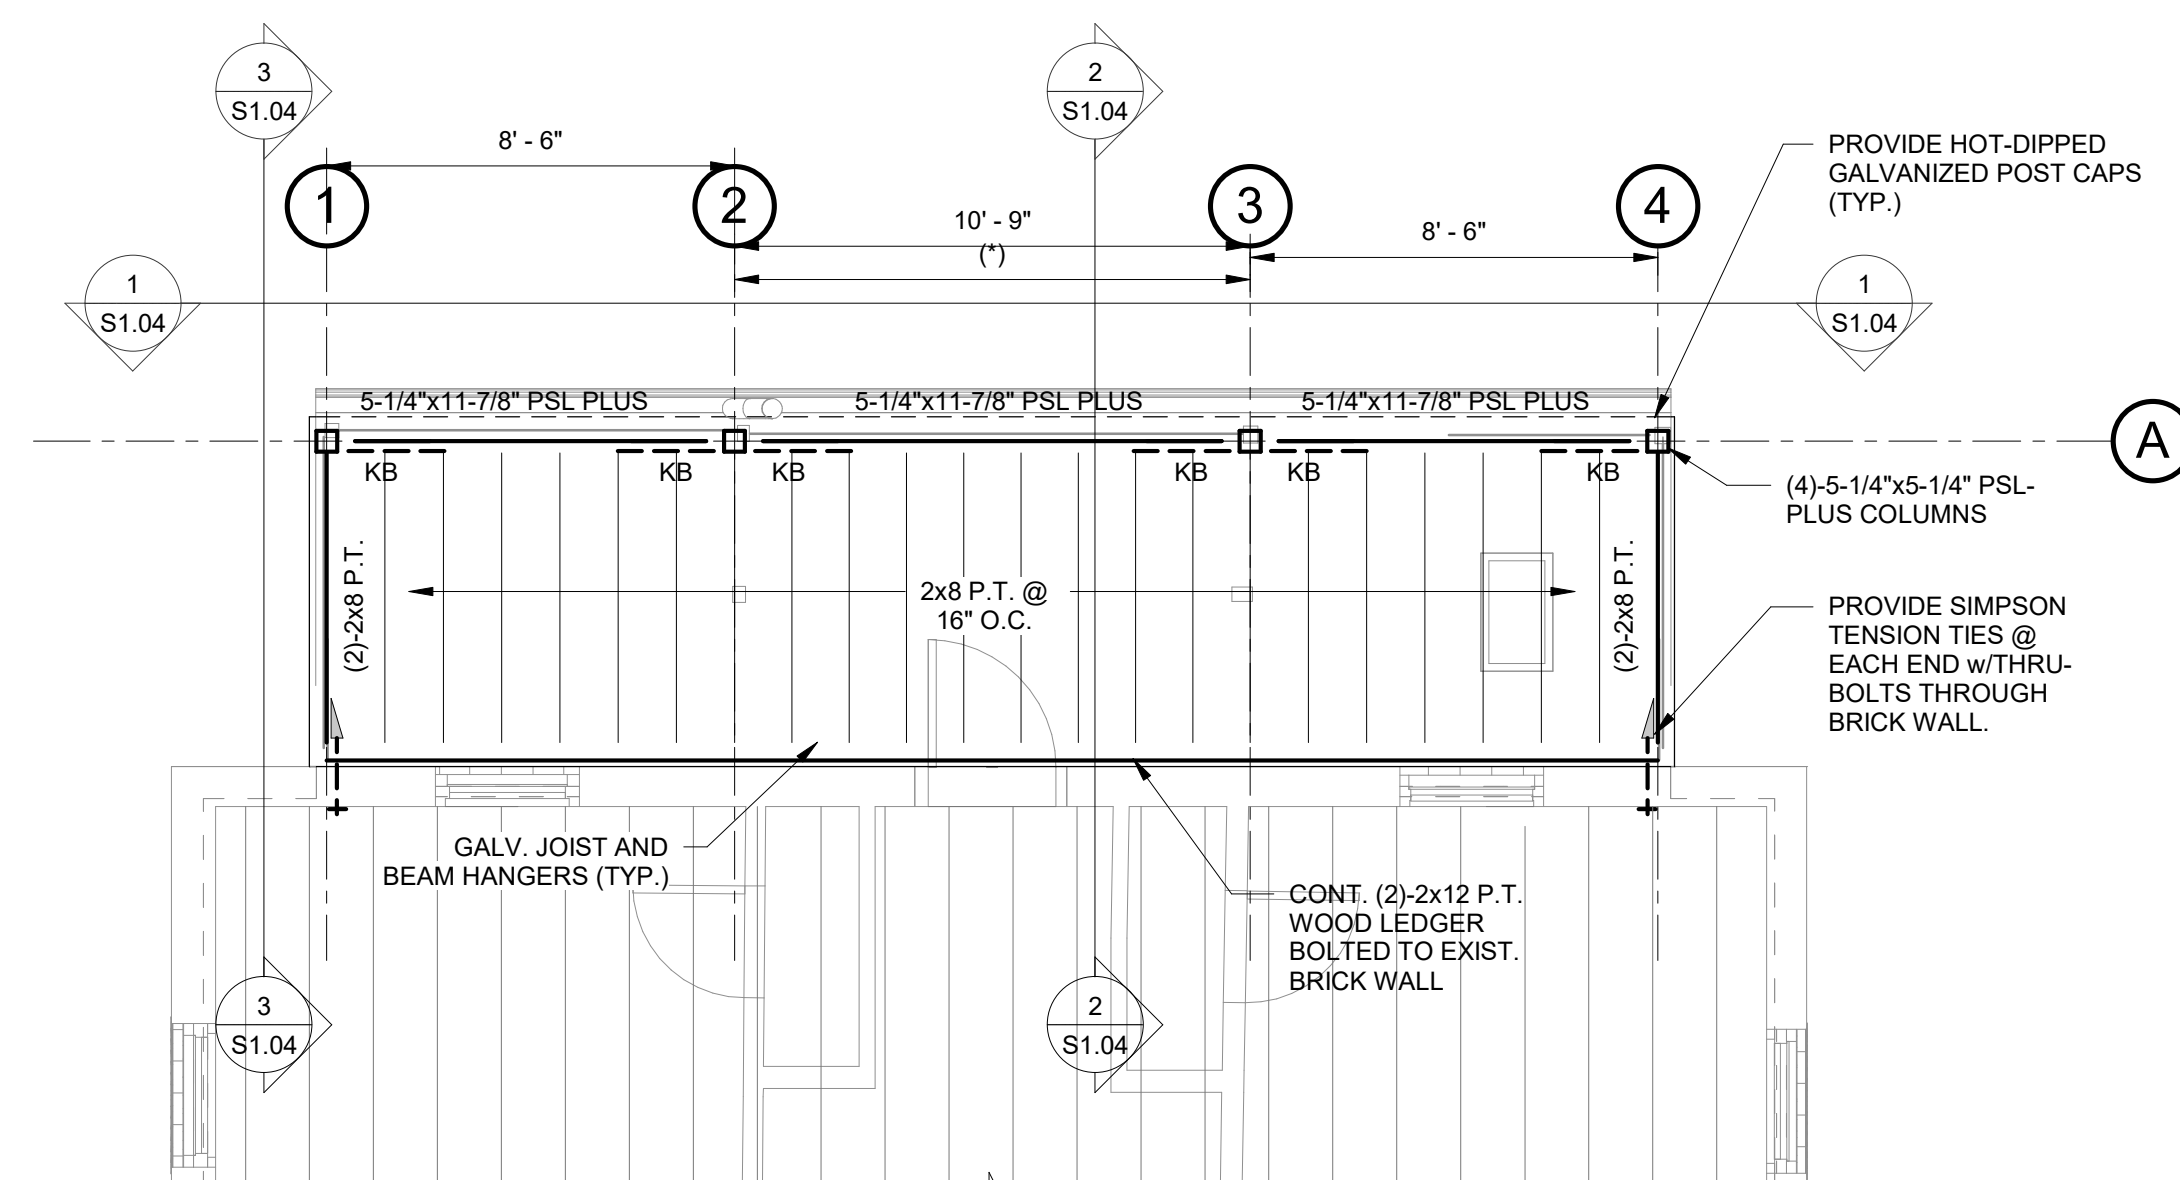 3
S1.04
2
S1.04
8' - 6"
PROVIDE HOT-DIPPED
GALVANIZED POST CAPS
(TYP.)
1
2
3
4
10' - 9"
(*)
8' - 6"
1
S1.04
1
S1.04
5-1/4"x11-7/8" PSL PLUS
5-1/4"x11-7/8" PSL PLUS
5-1/4"x11-7/8" PSL PLUS
A
KB
KB
KB
KB
KB
KB
(4)-5-1/4"x5-1/4" PSL-
PLUS COLUMNS
(2)-2x8 P.T.
2x8 P.T. @
16" O.C.
(2)-2x8 P.T.
PROVIDE SIMPSON
TENSION TIES @
EACH END w/THRU-
BOLTS THROUGH
BRICK WALL.
GALV. JOIST AND
BEAM HANGERS (TYP.)
CONT. (2)-2x12 P.T.
WOOD LEDGER
BOLTED TO EXIST.
BRICK WALL
3
S1.04
2
S1.04